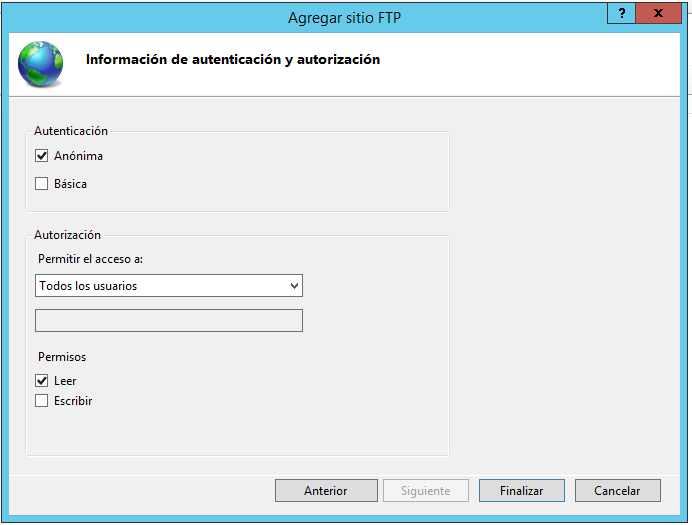 Agregar sitio FTP
? X
Información de autenticación y autorización
Autenticación
Anónima
Básica
Autorización
Permitir el acceso a:
Todos los usuarios
Permisos
Leer
Escribir
Anterior Siguiente Finalizar Cancelar